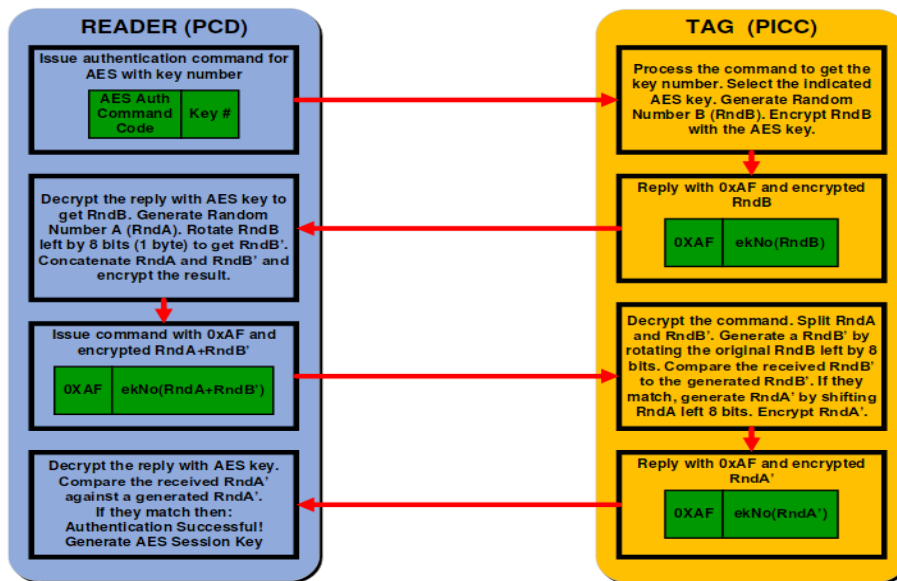 READER (PCD)
Issue authentication command for
AES with key number
AES Auth
Command
Code
Key #
Decrypt the reply with AES key to
get RndB. Generate Random
Number A (RndA). Rotate RndB
left by 8 bits (1 byte) to get RndB’.
Concatenate RndA and RndB’ and
encrypt the result.
Issue command with 0xAF and
encrypted RndA+RndB’
0XAF
ekNo(RndA+RndB’)
Decrypt the reply with AES key.
Compare the received RndA’
against a generated RndA’.
If they match then:
Authentication Successful!
Generate AES Session Key
TAG (PICC)
Process the command to get the
key number. Select the indicated
AES key. Generate Random
Number B (RndB). Encrypt RndB
with the AES key.
Reply with 0xAF and encrypted
RndB
0XAF
ekNo(RndB)
Decrypt the command. Split RndA
and RndB’. Generate a RndB’ by
rotating the original RndB left by 8
bits. Compare the received RndB’
to the generated RndB’. If they
match, generate RndA’ by shifting
RndA left 8 bits. Encrypt RndA’.
Reply with 0xAF and encrypted
RndA’
0XAF
ekNo(RndA’)